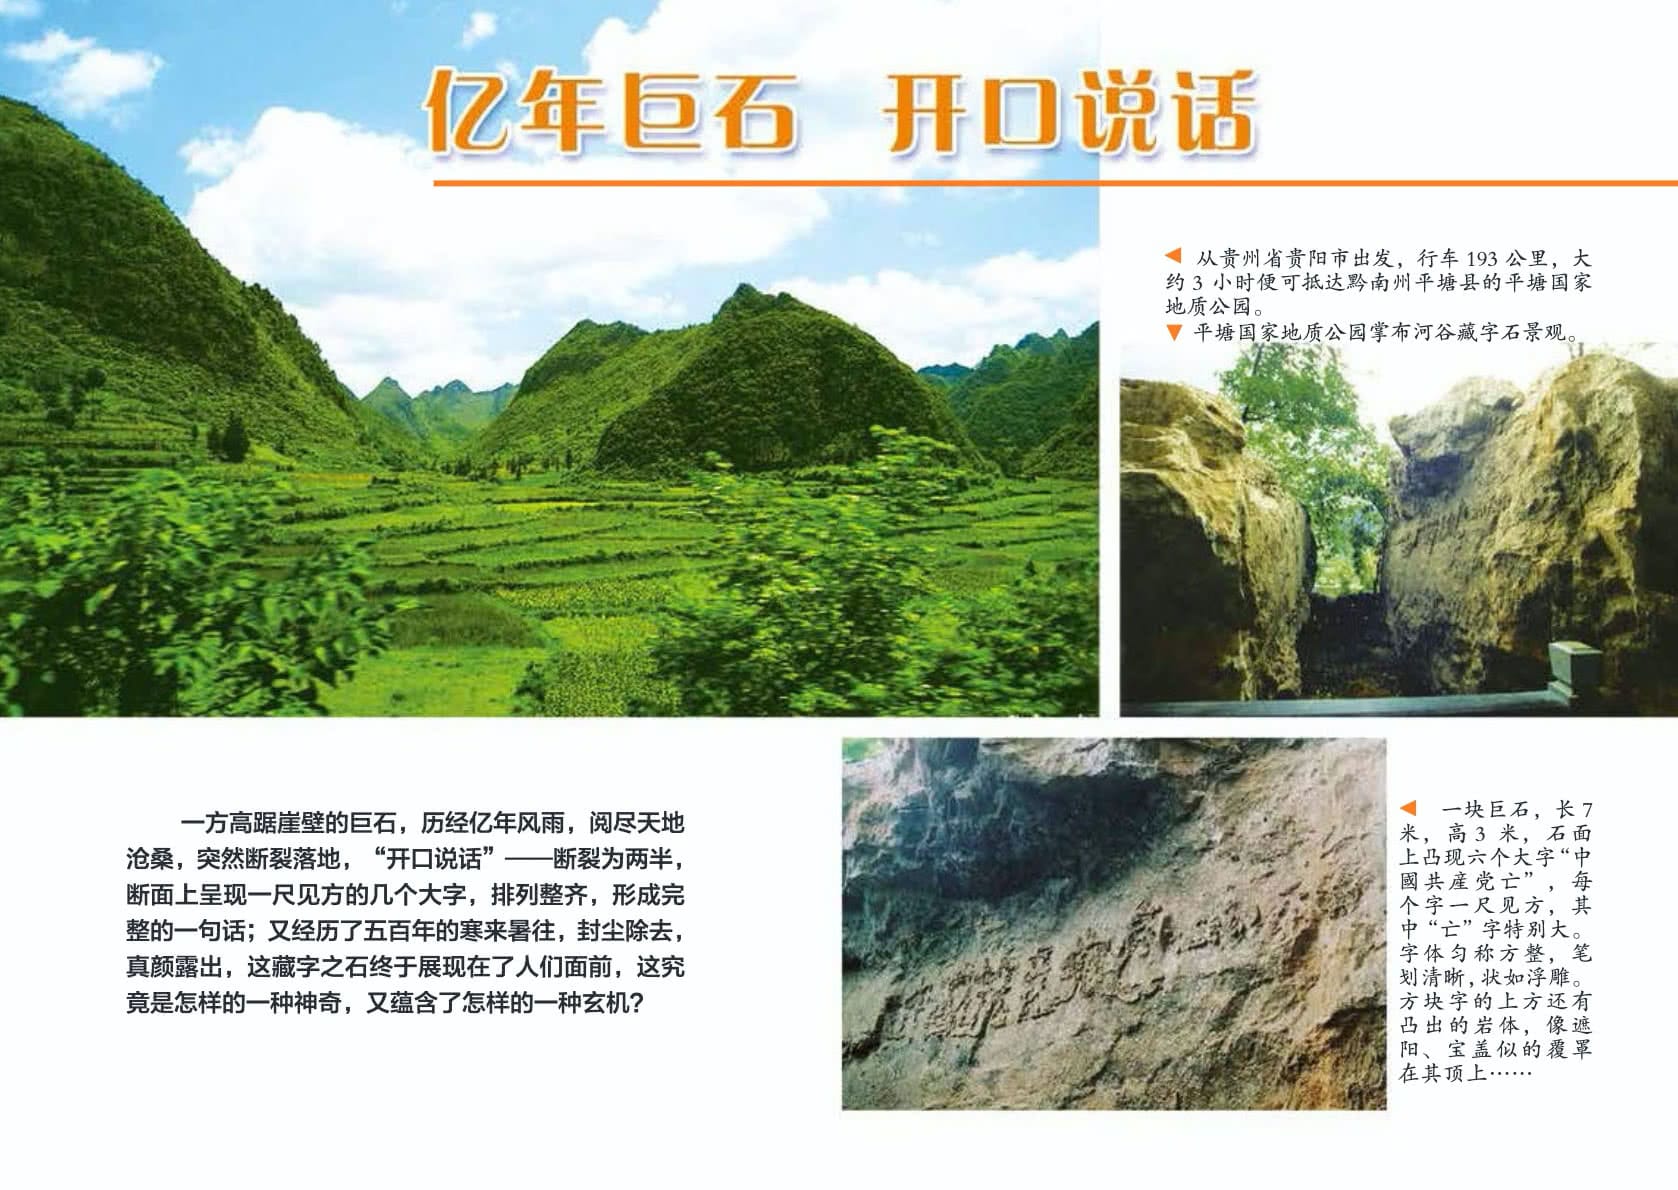 亿年巨石 开口说话
◀ 从贵州省贵阳市出发，行车 193 公里，大
约 3 小时便可抵达黔南州平塘县的平塘国家
地质公园。
▼ 平塘国家地质公园掌布河谷藏字石景观。
一方高踞崖壁的巨石，历经亿年风雨，阅尽天地
沧桑，突然断裂落地，“开口说话”——断裂为两半，
断面上呈现一尺见方的几个大字，排列整齐，形成完
整的一句话；又经历了五百年的寒来暑往，封尘除去，
真颜露出，这藏字之石终于展现在了人们面前，这究
竟是怎样的一种神奇，又蕴含了怎样的一种玄机？
◀ 一块巨石，长 7
米，高 3 米，石面
上凸现六个大字“中
國共産党亡”，每
个字一尺见方，其
中“亡”字特别大。
字体匀称方整，笔
划清晰，状如浮雕。
方块字的上方还有
凸出的岩体，像遮
阳、宝盖似的覆罩
在其顶上……